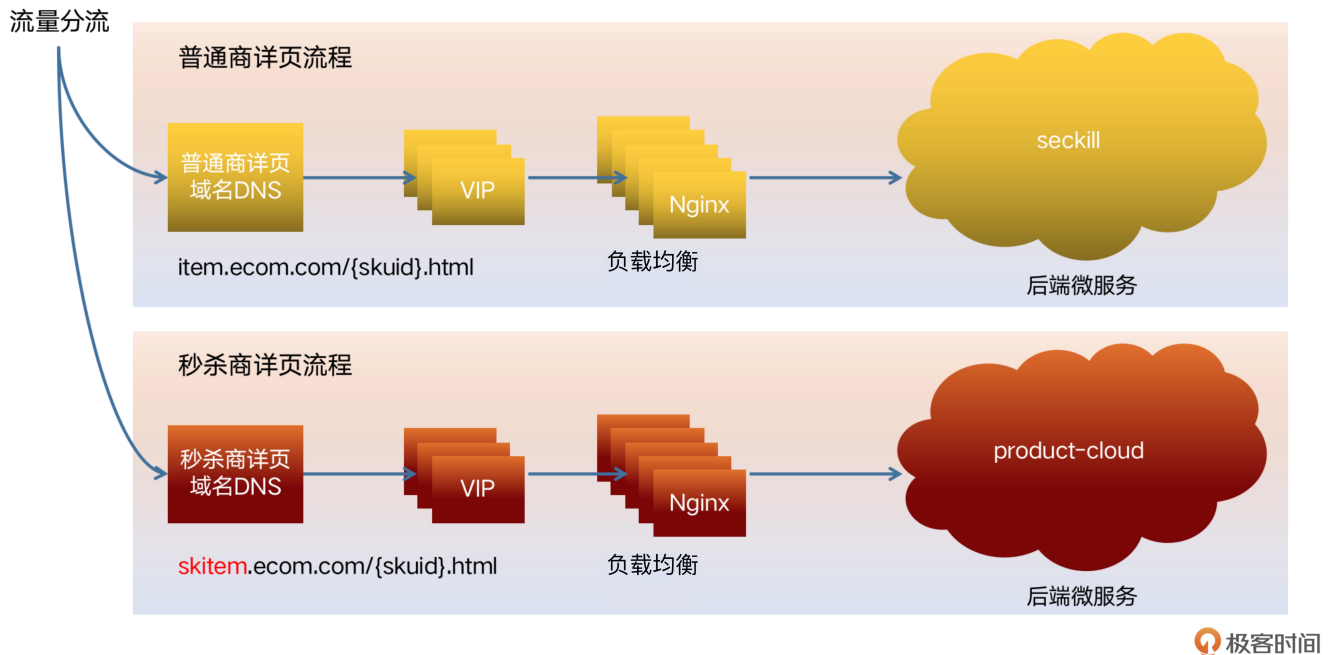 流量分流
普通商详页流程
普通商详页
域名DNS
VIP
Nginx
seckill
item.ecom.com/{skuid}.html
负载均衡
后端微服务
秒杀商详页流程
秒杀商详页
域名DNS
VIP
Nginx
product-cloud
skitem.ecom.com/{skuid}.html
负载均衡
后端微服务
极客时间